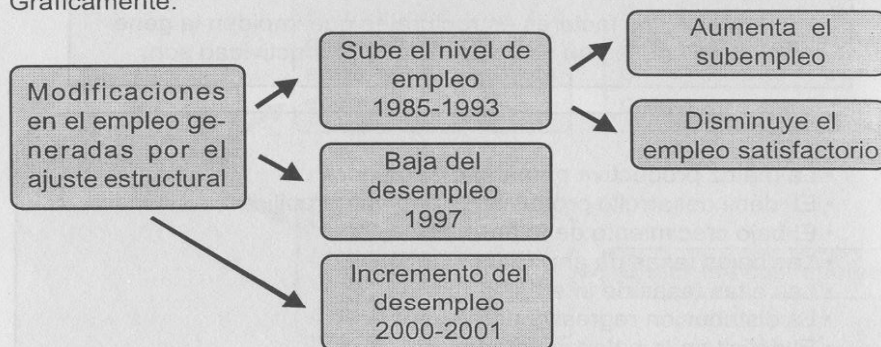 Gráficamente:
Modificaciones
en el empleo ge-
neradas por el
ajuste estructural
Sube el nivel de
empleo
1985-1993
Aumenta el
subempleo
Disminuye el
empleo satisfactorio
Baja del
desempleo
1997
Incremento del
desempleo
2000-2001